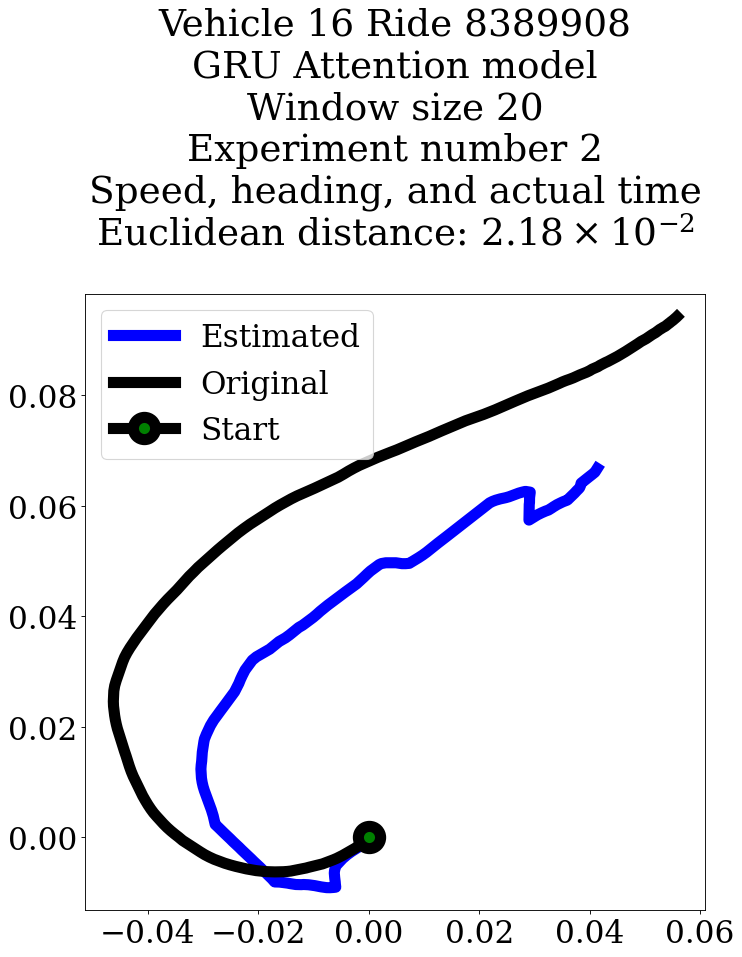 Vehicle 16 Ride 8389908
GRU Attention model
Window size 20
Experiment number 2
Speed, heading, and actual time
Euclidean distance: 2.18 × 10⁻²
Estimated
Original
Start
0.08
0.06
0.04
0.02
0.00
−0.04 −0.02 0.00 0.02 0.04 0.06